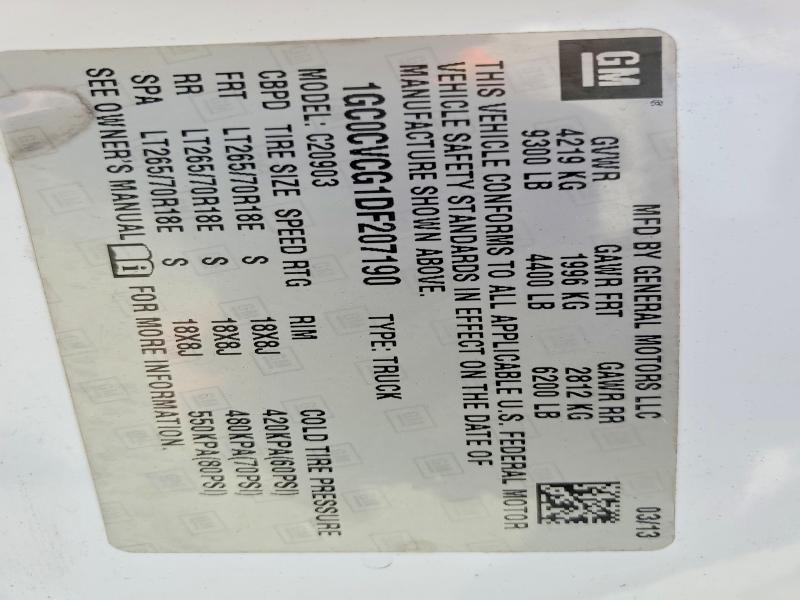 GM®
MFD BY GENERAL MOTORS LLC 03/13
GVWR GAWR FRT GAWR RR
4219 KG 1996 KG 2812 KG
9300 LB 4400 LB 6200 LB
THIS VEHICLE CONFORMS TO ALL APPLICABLE U.S. FEDERAL MOTOR
VEHICLE SAFETY STANDARDS IN EFFECT ON THE DATE OF
MANUFACTURE SHOWN ABOVE.
1GC0CVCG1DF207190 TYPE: TRUCK
MODEL: C20903
CBPD TIRE SIZE SPEED RTG RIM COLD TIRE PRESSURE
FRT LT265/70R18E S 18X8J 420KPA(60PSI)
RR LT265/70R18E S 18X8J 480KPA(70PSI)
SPA LT265/70R18E S 18X8J 550KPA(80PSI)
SEE OWNER'S MANUAL i FOR MORE INFORMATION.